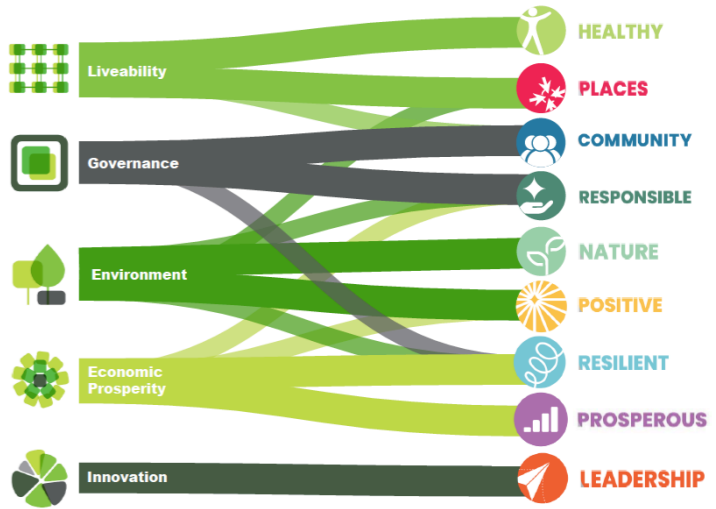 Liveability
Governance
Environment
Economic
Prosperity
Innovation
HEALTHY
PLACES
COMMUNITY
RESPONSIBLE
NATURE
POSITIVE
RESILIENT
PROSPEROUS
LEADERSHIP